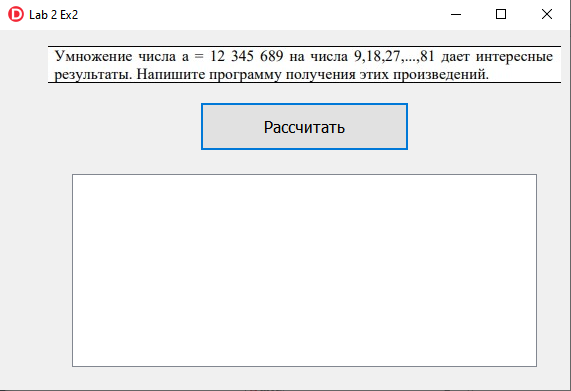 Lab 2 Ex2
Умножение числа a = 12 345 689 на числа 9,18,27,...,81 дает интересные
результаты. Напишите программу получения этих произведений.
Рассчитать